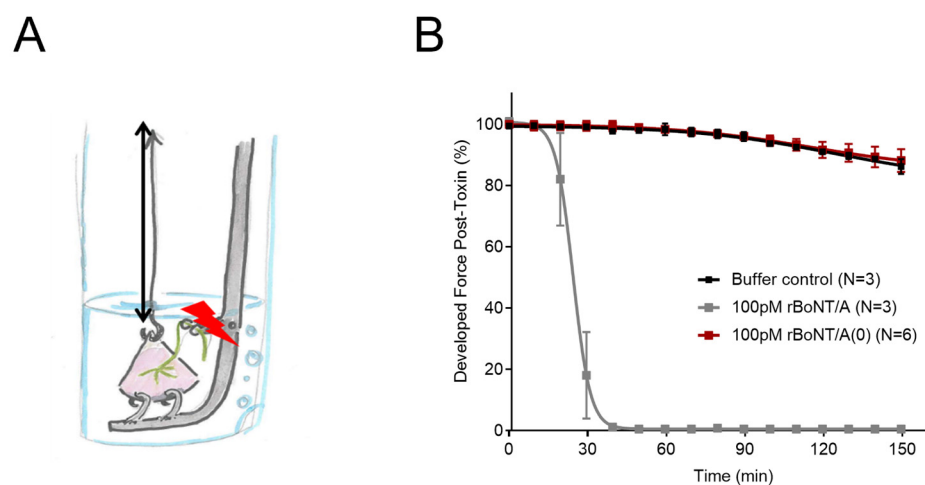 A
B
Developed Force Post-Toxin (%)
100
80
60
40
20
0
Buffer control (N=3)
100pM rBoNT/A (N=3)
100pM rBoNT/A(0) (N=6)
0 30 60 90 120 150
Time (min)